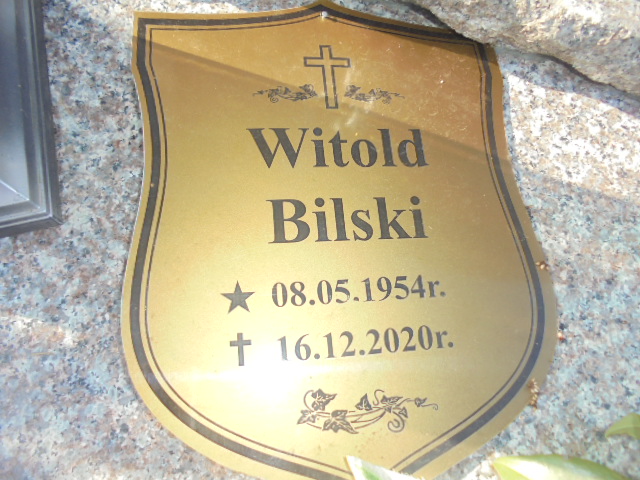 Witold
Bilski
★ 08.05.1954r.
✝ 16.12.2020r.